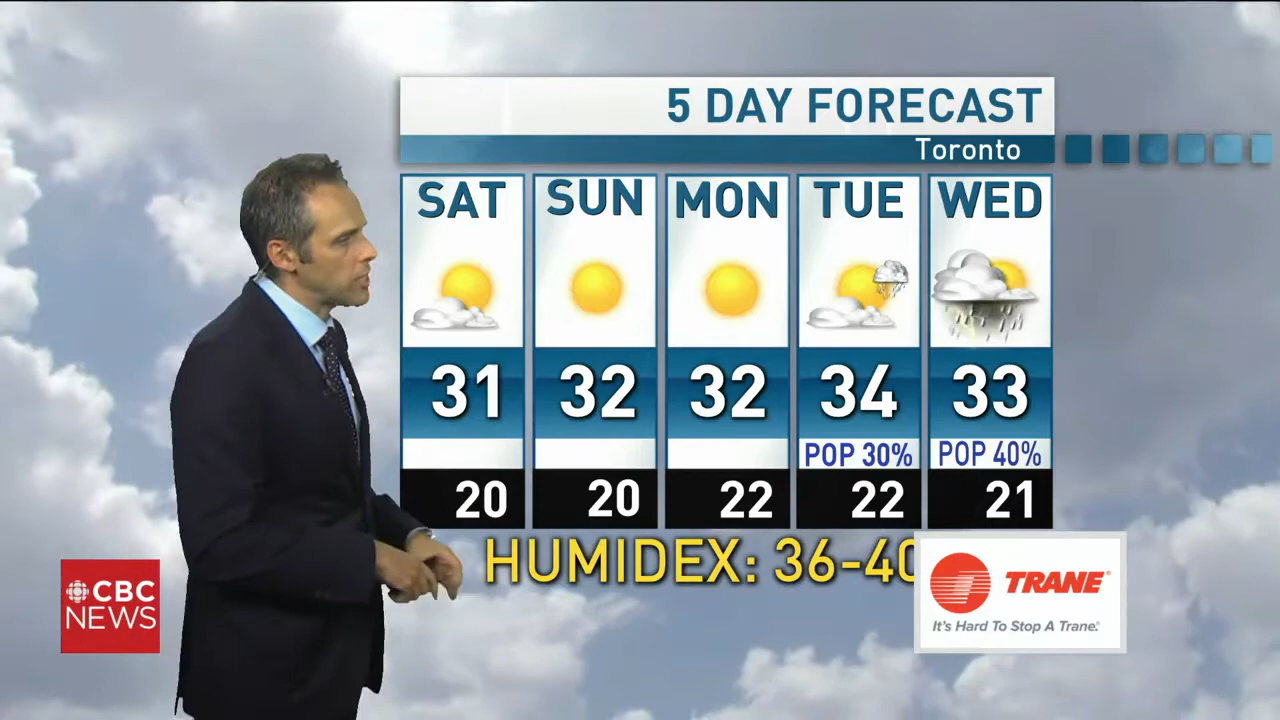 5 DAY FORECAST
Toronto
SAT SUN MON TUE WED
31 32 32 34 33
POP 30% POP 40%
20 20 22 22 21
HUMIDEX: 36-40
TRANE®
It's Hard To Stop A Trane.®
CBC
NEWS